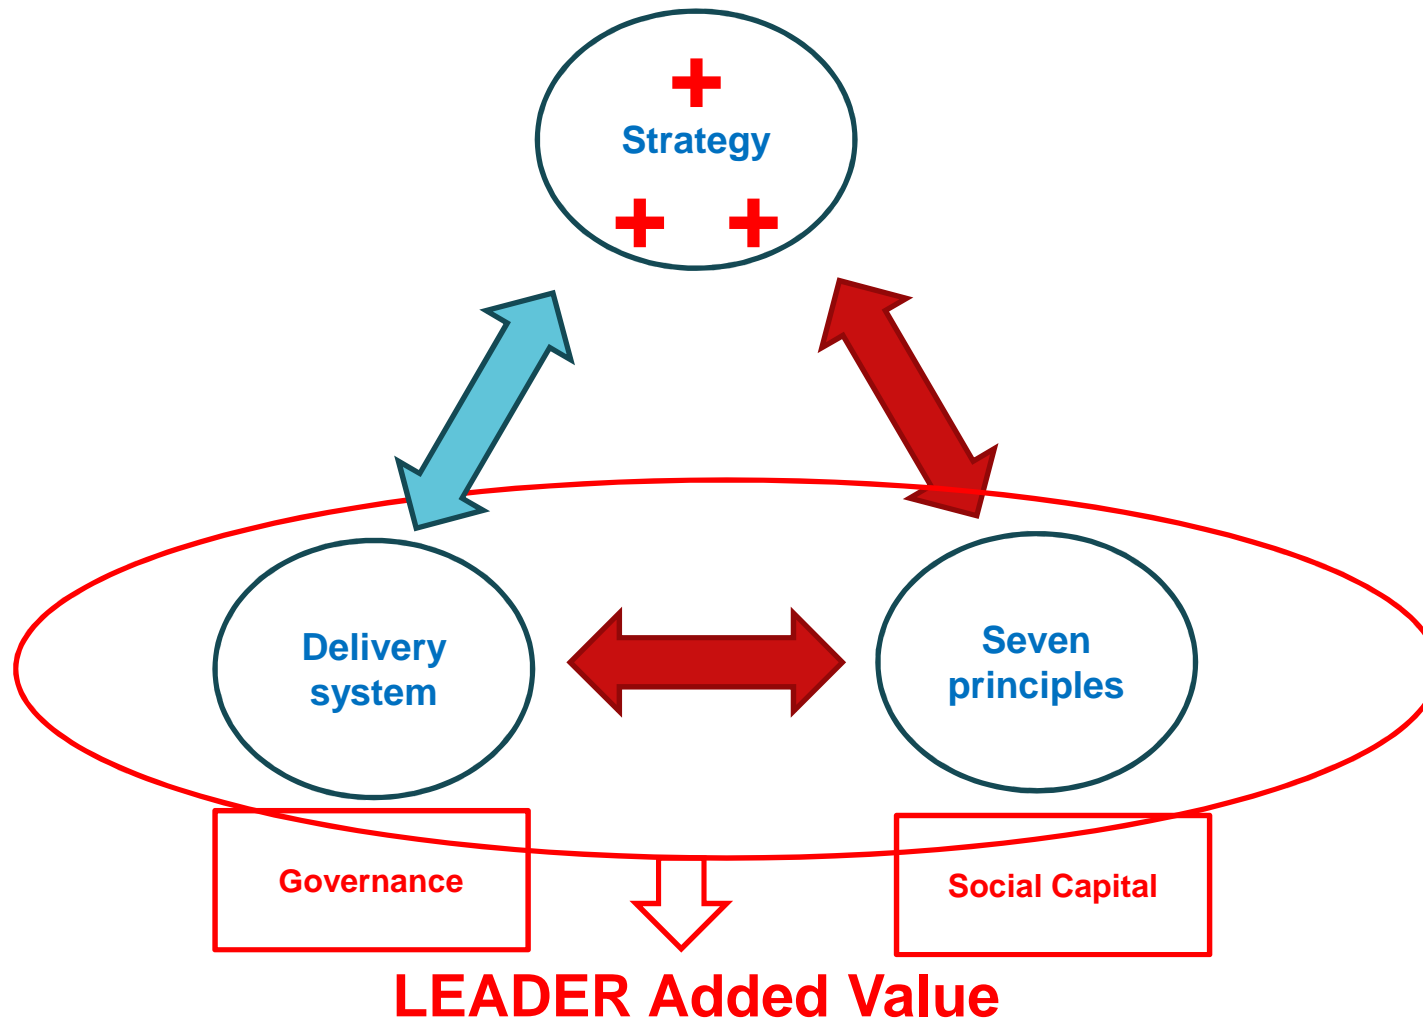 Strategy
Delivery
system
Seven
principles
Governance
Social Capital
LEADER Added Value